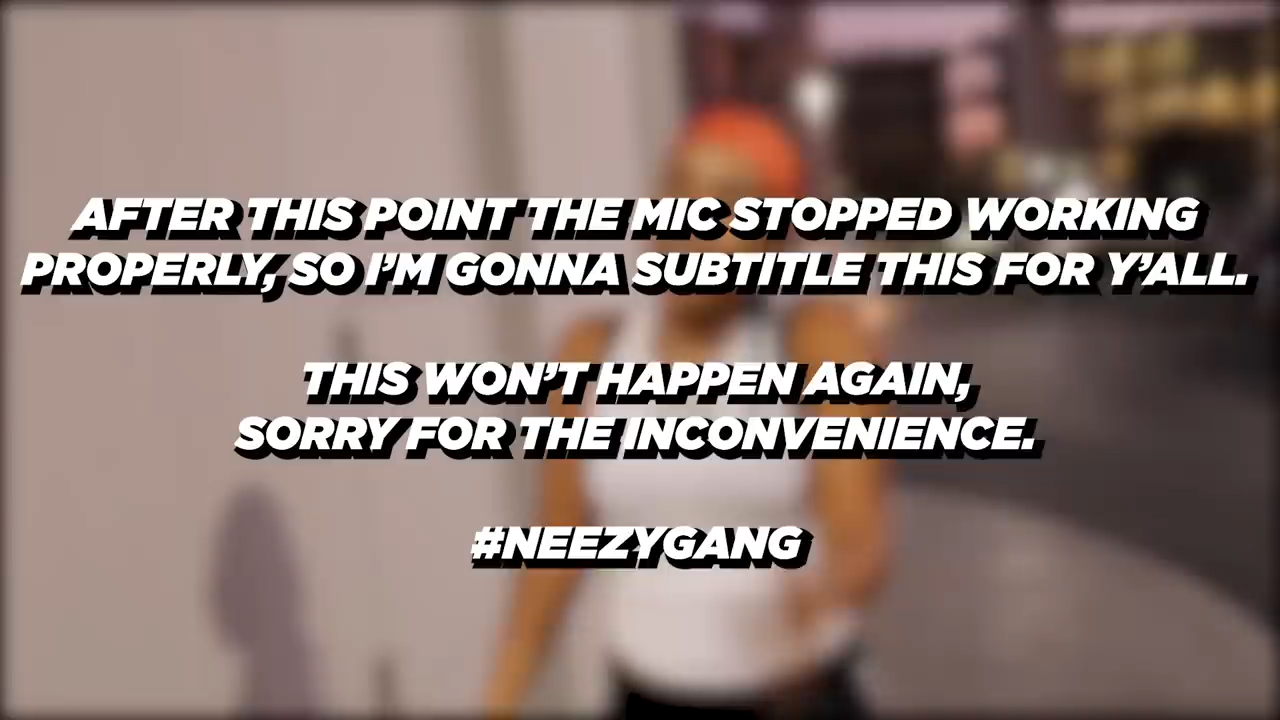 AFTER THIS POINT THE MIC STOPPED WORKING
PROPERLY, SO I'M GONNA SUBTITLE THIS FOR Y'ALL.
THIS WON'T HAPPEN AGAIN,
SORRY FOR THE INCONVENIENCE.
#NEEZYGANG